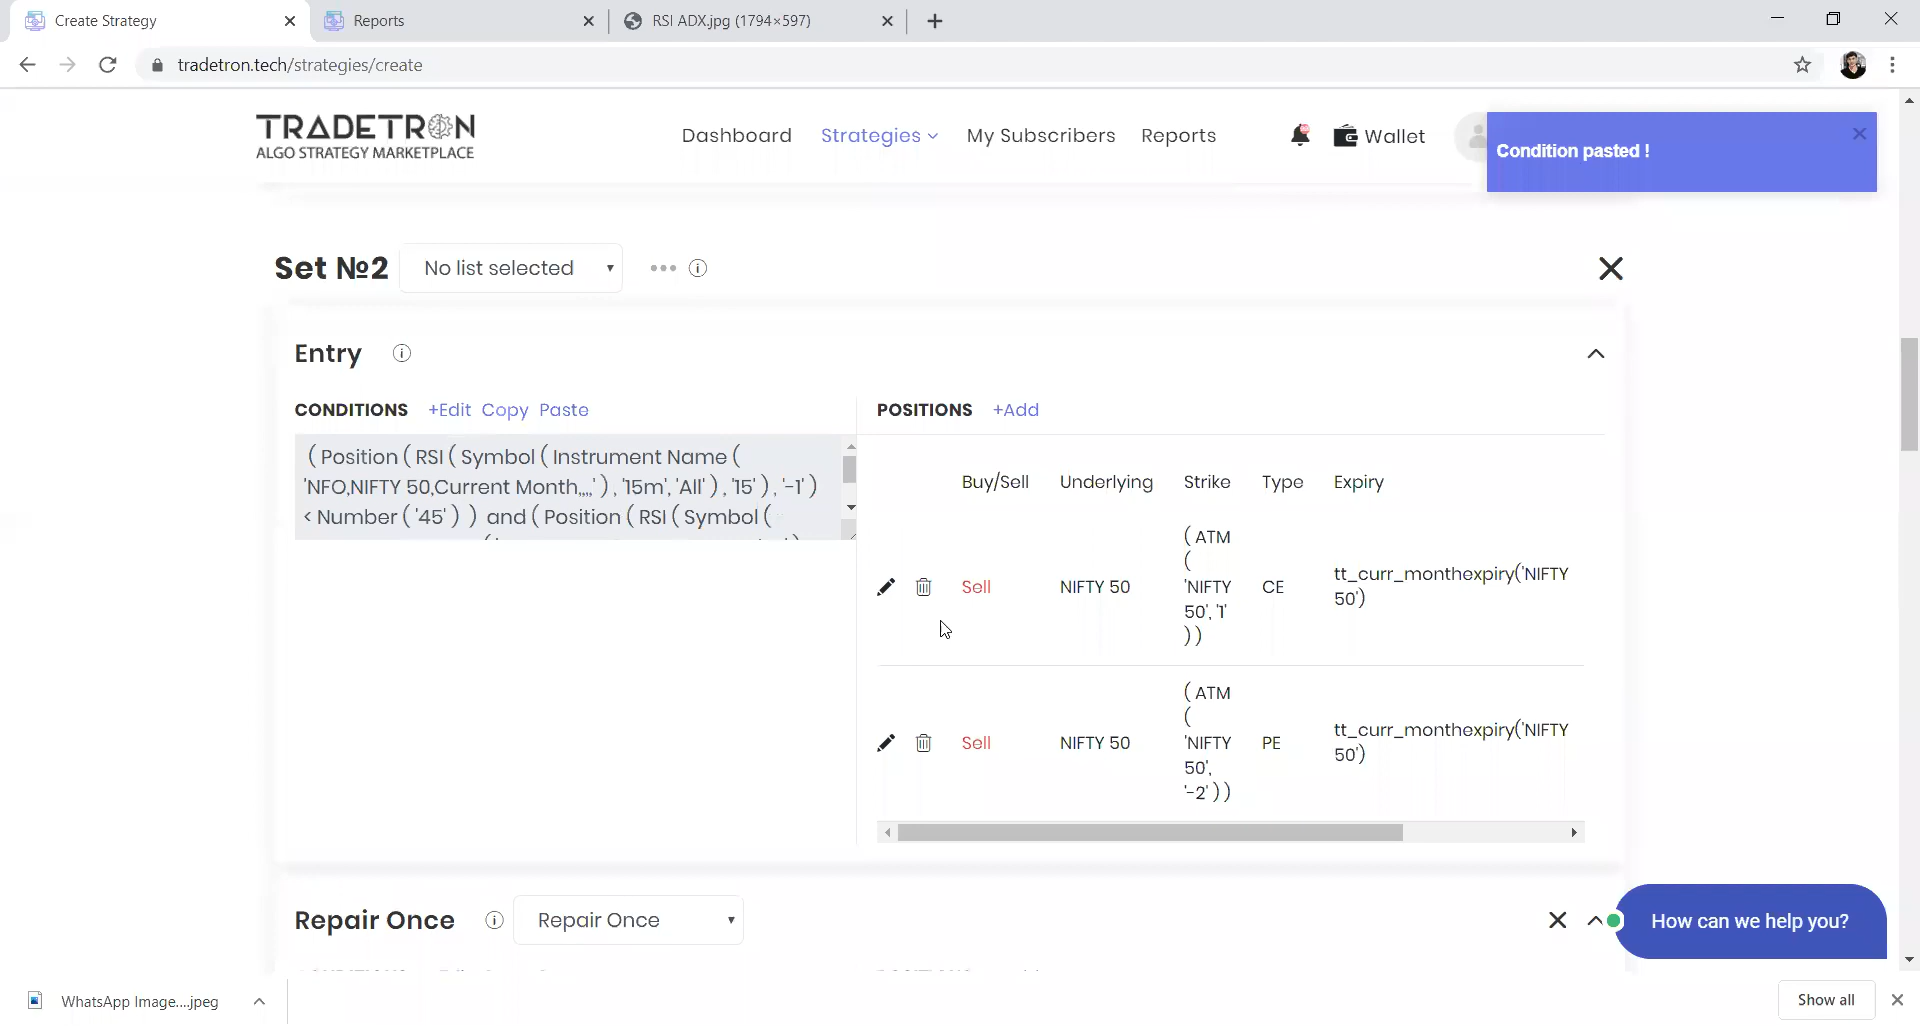 Create Strategy
Reports
RSI ADX.jpg (1794×597)
tradetron.tech/strategies/create
TRADETRON
ALGO STRATEGY MARKETPLACE
Dashboard
Strategies
My Subscribers
Reports
Wallet
Condition pasted !
Set №2
No list selected
Entry
CONDITIONS +Edit Copy Paste
POSITIONS +Add
( Position ( RSI ( Symbol ( Instrument Name (
'NFO,NIFTY 50,Current Month,,,,' ) , '15m', 'All' ) , '15' ) , '-1' )
< Number ( '45' ) ) and ( Position ( RSI ( Symbol (
Buy/Sell Underlying Strike Type Expiry
Sell NIFTY 50
( ATM
(
'NIFTY
50', '1'
) )
CE
tt_curr_monthexpiry('NIFTY
50')
Sell NIFTY 50
( ATM
(
'NIFTY
50',
'-2' ) )
PE
tt_curr_monthexpiry('NIFTY
50')
Repair Once
Repair Once
How can we help you?
WhatsApp Image....jpeg
Show all